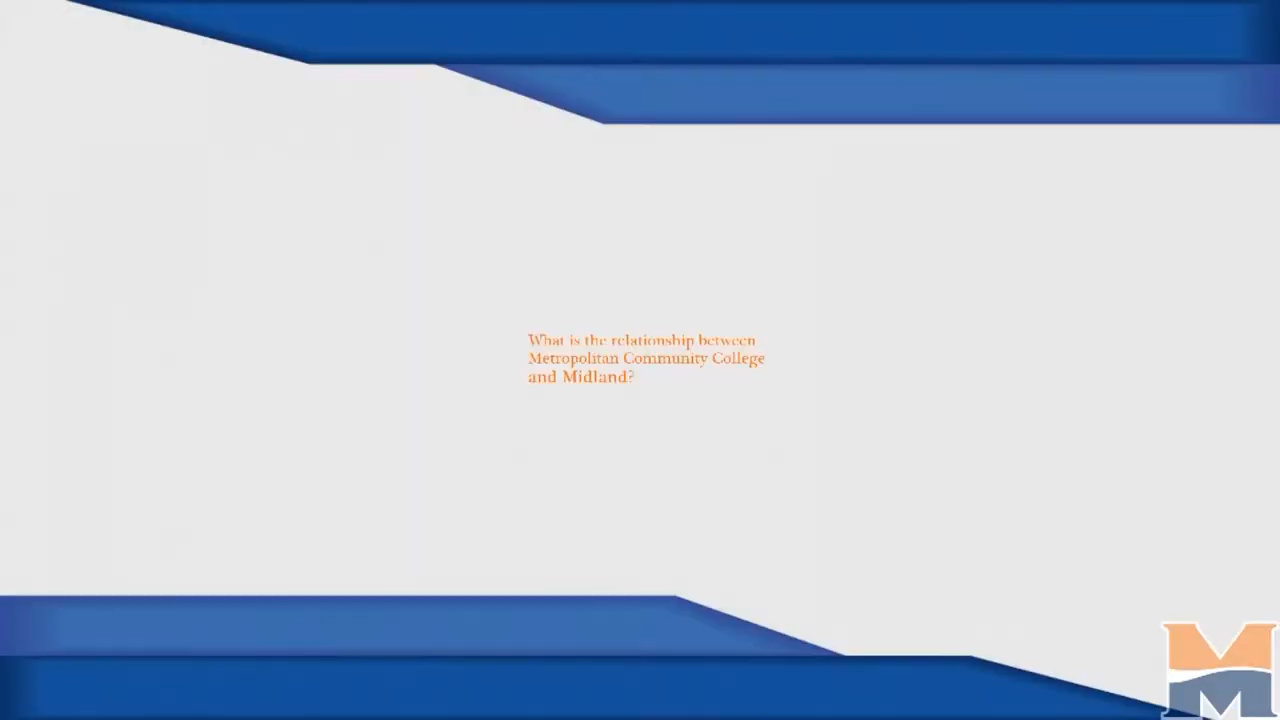 What is the relationship between
Metropolitan Community College
and Midland?